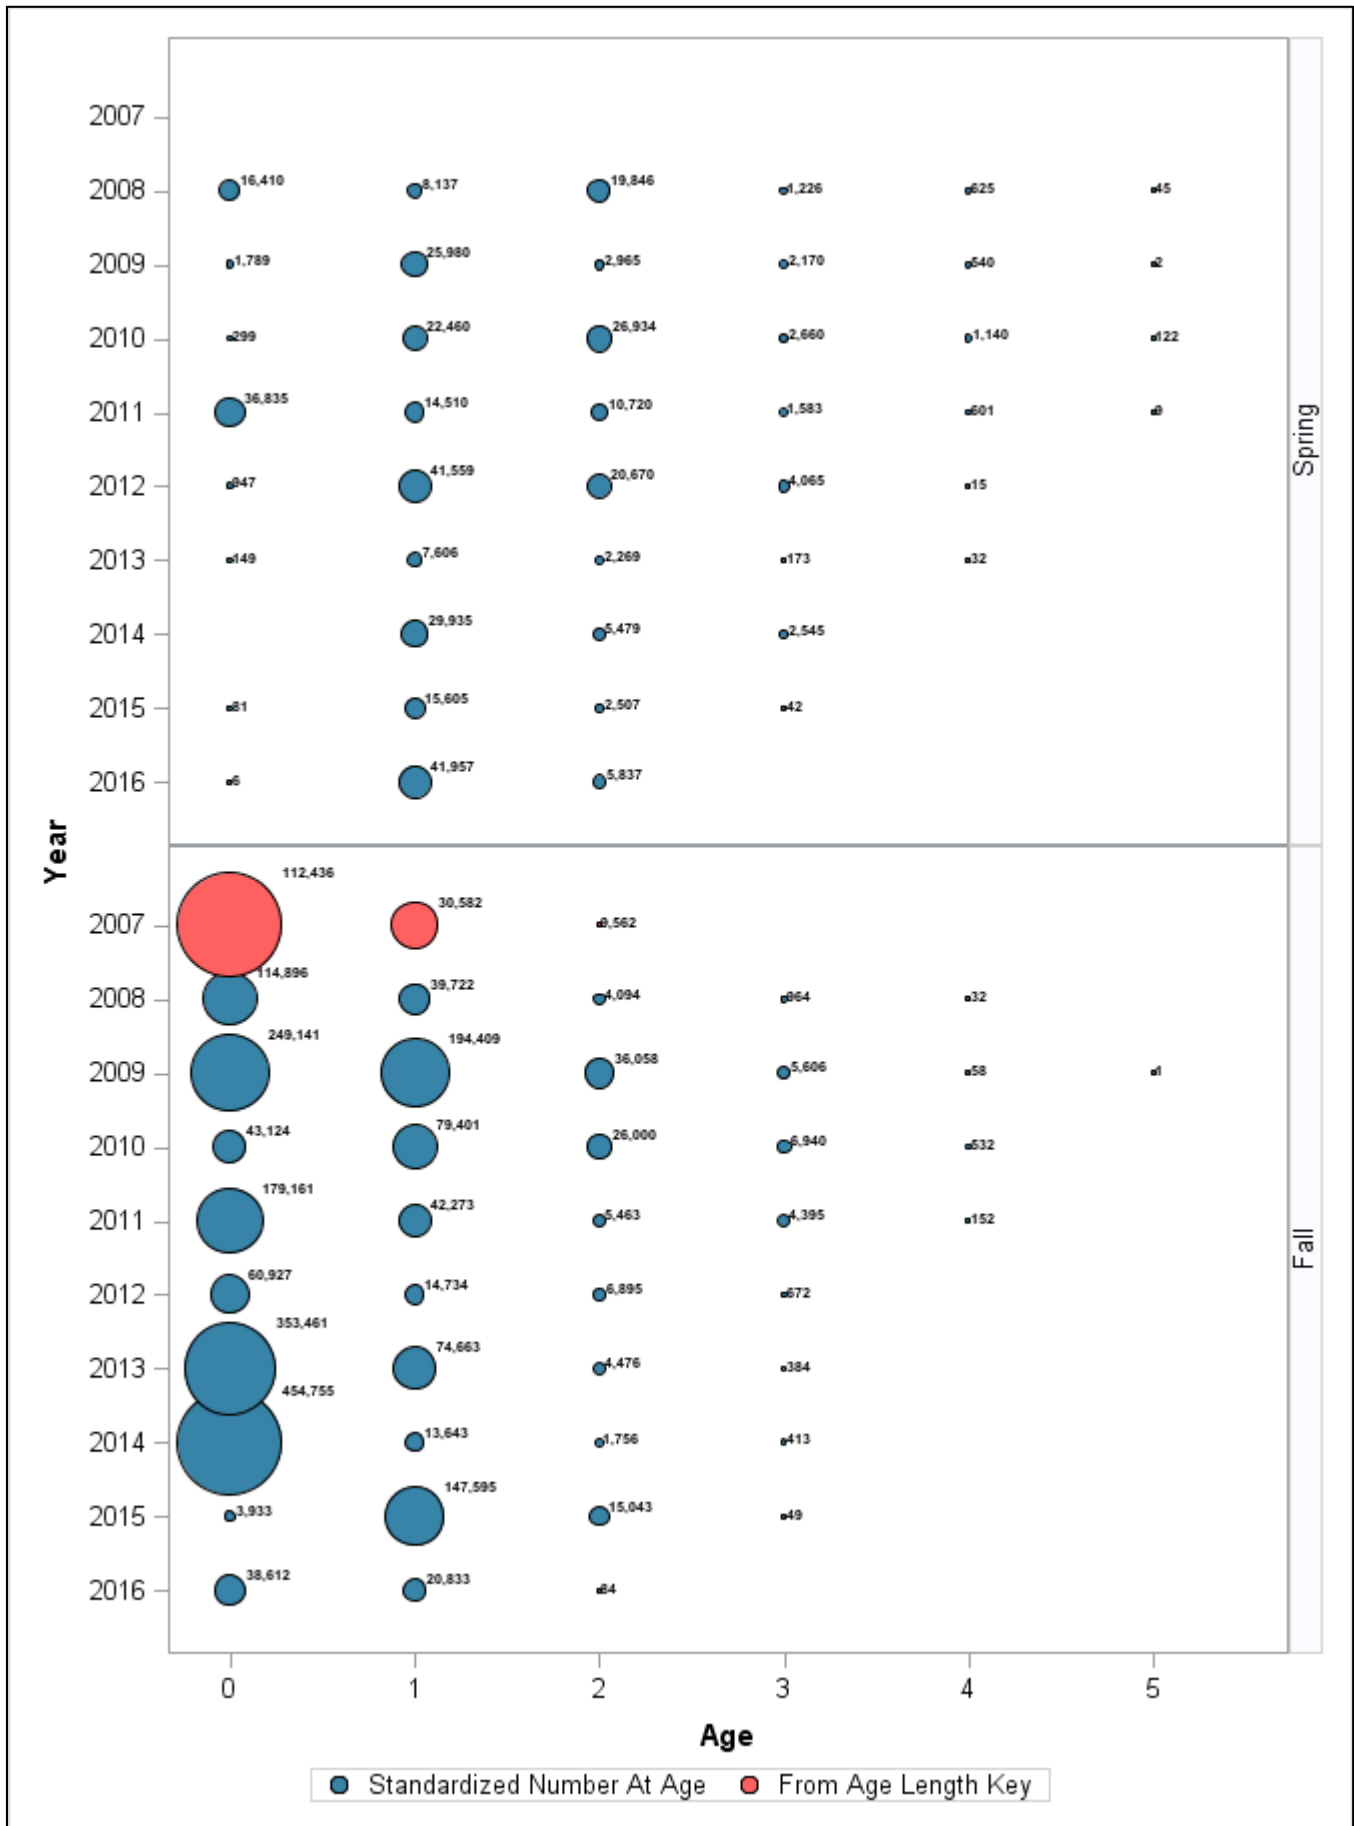 2007
2008 16,410 8,137 19,846 1,226 625 45
2009 1,789 25,980 2,965 2,170 540 2
2010 299 22,460 26,934 2,660 1,140 122
2011 36,835 14,510 10,720 1,583 601
2012 41,559 20,670 4,065 15
2013 149 7,606 2,269 173 32
2014 29,935 5,479 2,545
2015 15,605 2,507 42
2016 6 41,957 5,837
Spring
Year
2007 112,436 30,582
2008 114,896 39,722 4,094 32
2009 249,141 194,409 36,058 5,606 58 1
2010 43,124 79,401 26,000 6,940 532
2011 179,161 42,273 5,463 4,395 152
2012 60,927 14,734 6,895 672
2013 353,461 74,663 4,476 384
2014 454,755 13,643 1,756 413
2015 3,933 147,595 15,043 49
2016 38,612 20,833
Fall
0 1 2 3 4 5
Age
Standardized Number At Age From Age Length Key